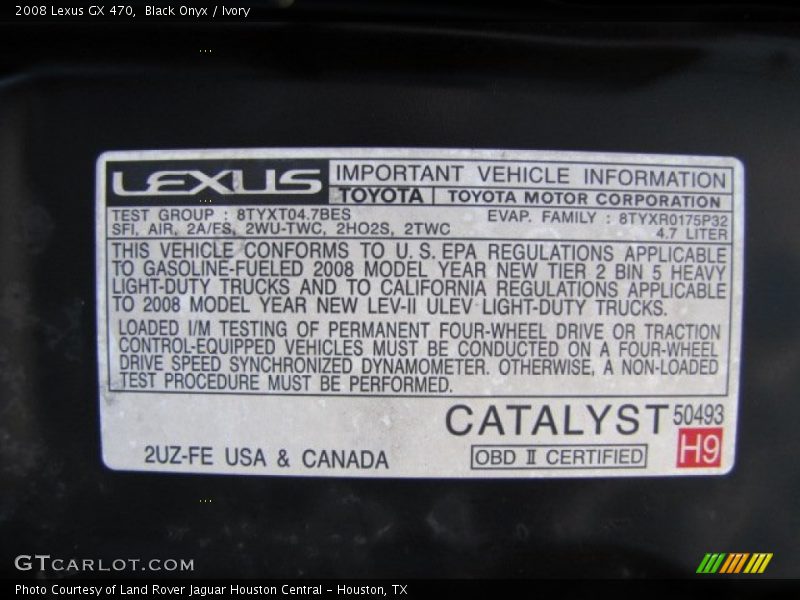 2008 Lexus GX 470, Black Onyx / Ivory
LEXUS IMPORTANT VEHICLE INFORMATION
TOYOTA TOYOTA MOTOR CORPORATION
TEST GROUP : 8TYXT04.7BES EVAP. FAMILY : 8TYXR0175P32
SFI, AIR, 2A/FS, 2WU-TWC, 2HO2S, 2TWC 4.7 LITER
THIS VEHICLE CONFORMS TO U.S. EPA REGULATIONS APPLICABLE
TO GASOLINE-FUELED 2008 MODEL YEAR NEW TIER 2 BIN 5 HEAVY
LIGHT-DUTY TRUCKS AND TO CALIFORNIA REGULATIONS APPLICABLE
TO 2008 MODEL YEAR NEW LEV-II ULEV LIGHT-DUTY TRUCKS.
LOADED I/M TESTING OF PERMANENT FOUR-WHEEL DRIVE OR TRACTION
CONTROL-EQUIPPED VEHICLES MUST BE CONDUCTED ON A FOUR-WHEEL
DRIVE SPEED SYNCHRONIZED DYNAMOMETER. OTHERWISE, A NON-LOADED
TEST PROCEDURE MUST BE PERFORMED.
CATALYST 50493
2UZ-FE USA & CANADA OBD II CERTIFIED H9
GTCARLOT.COM
Photo Courtesy of Land Rover Jaguar Houston Central - Houston, TX